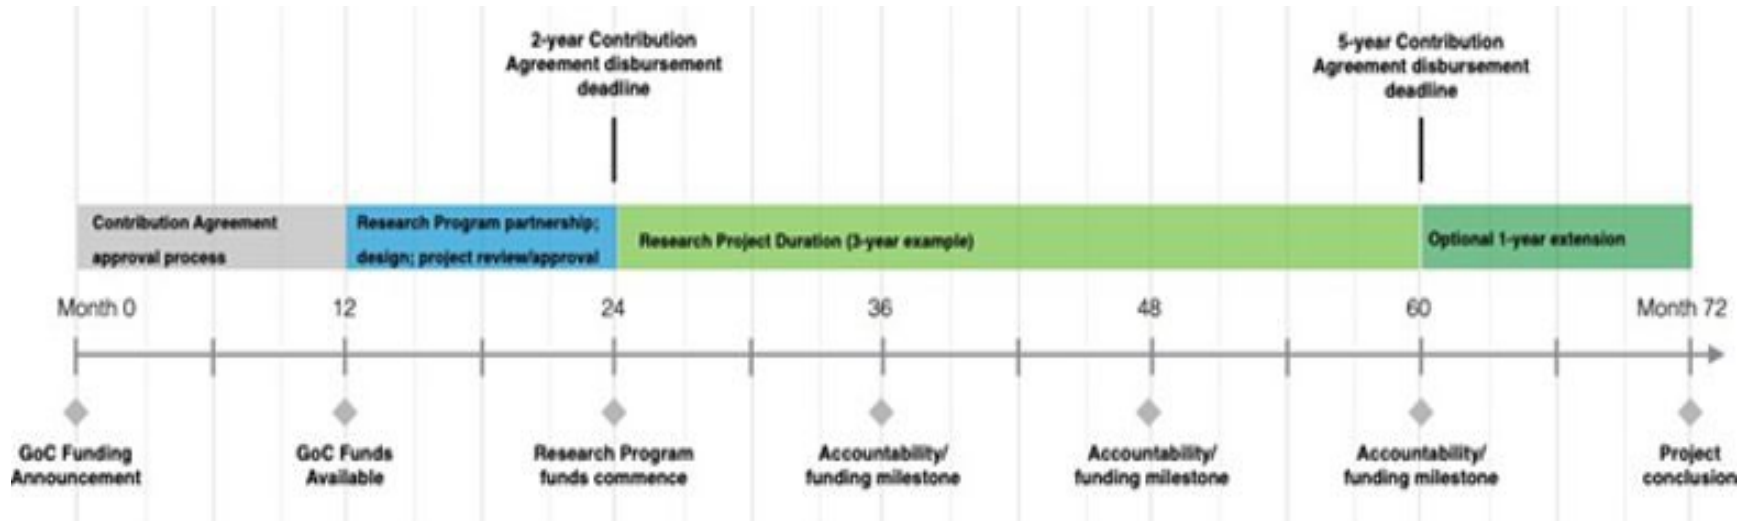 2-year Contribution
Agreement disbursement
deadline
5-year Contribution
Agreement disbursement
deadline
Contribution Agreement
approval process
Research Program partnership;
design; project review/approval
Research Project Duration (3-year example)
Optional 1-year extension
Month 0
12
24
36
48
60
Month 72
GoC Funding
Announcement
GoC Funds
Available
Research Program
funds commence
Accountability/
funding milestone
Accountability/
funding milestone
Accountability/
funding milestone
Project
conclusion